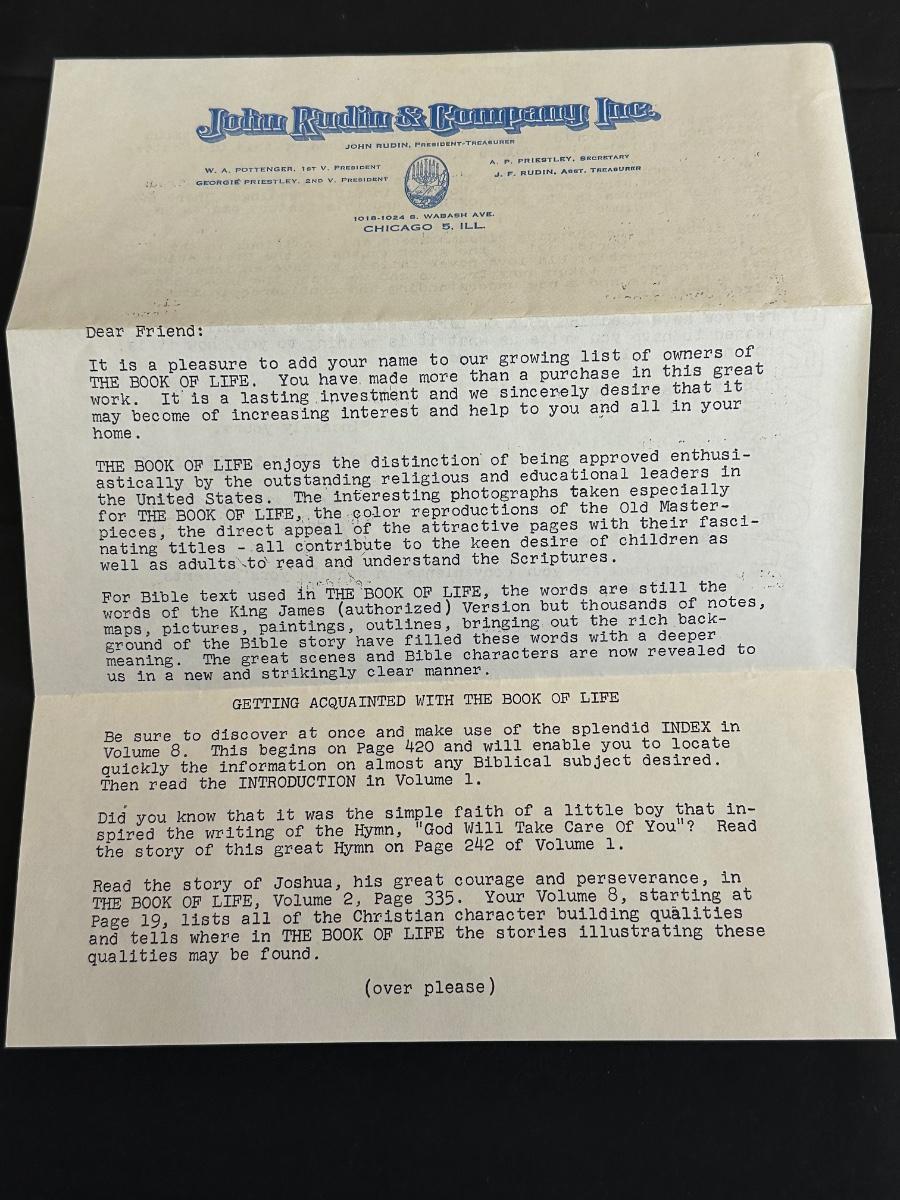 John Rudin & Company Inc.
JOHN RUDIN, PRESIDENT-TREASURER
W. A. POTTENGER, 1ST V. PRESIDENT
GEORGIE PRIESTLEY, 2ND V. PRESIDENT
A. P. PRIESTLEY, SECRETARY
J. F. RUDIN, ASST. TREASURER
1018-1024 S. WABASH AVE.
CHICAGO 5, ILL.
Dear Friend:
It is a pleasure to add your name to our growing list of owners of
THE BOOK OF LIFE. You have made more than a purchase in this great
work. It is a lasting investment and we sincerely desire that it
may become of increasing interest and help to you and all in your
home.
THE BOOK OF LIFE enjoys the distinction of being approved enthusi-
astically by the outstanding religious and educational leaders in
the United States. The interesting photographs taken especially
for THE BOOK OF LIFE, the color reproductions of the Old Master-
pieces, the direct appeal of the attractive pages with their fasci-
nating titles - all contribute to the keen desire of children as
well as adults to read and understand the Scriptures.
For Bible text used in THE BOOK OF LIFE, the words are still the
words of the King James (authorized) Version but thousands of notes,
maps, pictures, paintings, outlines, bringing out the rich back-
ground of the Bible story have filled these words with a deeper
meaning. The great scenes and Bible characters are now revealed to
us in a new and strikingly clear manner.
GETTING ACQUAINTED WITH THE BOOK OF LIFE
Be sure to discover at once and make use of the splendid INDEX in
Volume 8. This begins on Page 420 and will enable you to locate
quickly the information on almost any Biblical subject desired.
Then read the INTRODUCTION in Volume 1.
Did you know that it was the simple faith of a little boy that in-
spired the writing of the Hymn, "God Will Take Care Of You"? Read
the story of this great Hymn on Page 242 of Volume 1.
Read the story of Joshua, his great courage and perseverance, in
THE BOOK OF LIFE, Volume 2, Page 335. Your Volume 8, starting at
Page 19, lists all of the Christian character building qualities
and tells where in THE BOOK OF LIFE the stories illustrating these
qualities may be found.
(over please)